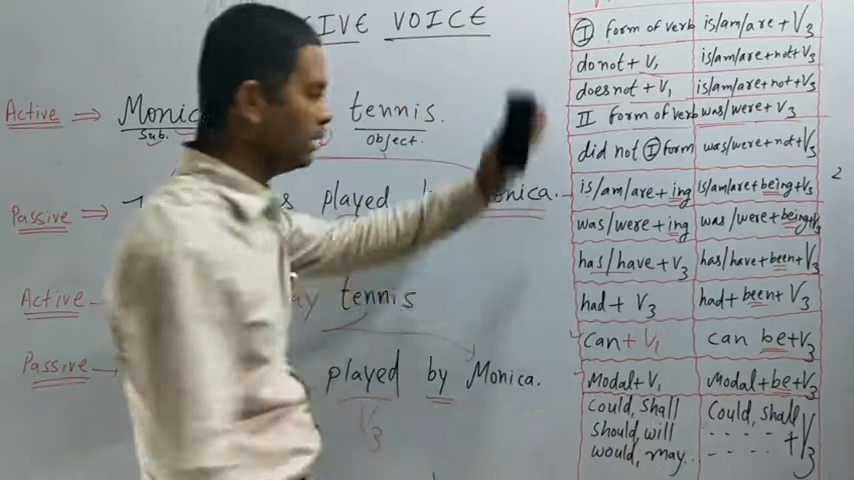 VOICE
Active ⇒ tennis.
Sub. Object.
Passive ⇒ played
Active tennis
Passive played by Monica.
V3
I form of verb is/am/are + V3
do not + V1 is/am/are + not + V3
does not + V1 is/am/are + not + V3
II form of verb was/were + V3
did not I form was/were + not + V3
is/am/are + ing is/am/are + being + V3
2
was/were + ing was/were + being + V3
has/have + V3 has/have + been + V3
had + V3 had + been + V3
can + V1 can be + V3
Modal + V1 Modal + be + V3
could, shall could, shall
should, will - - - - + V3
would, may.. - - - -